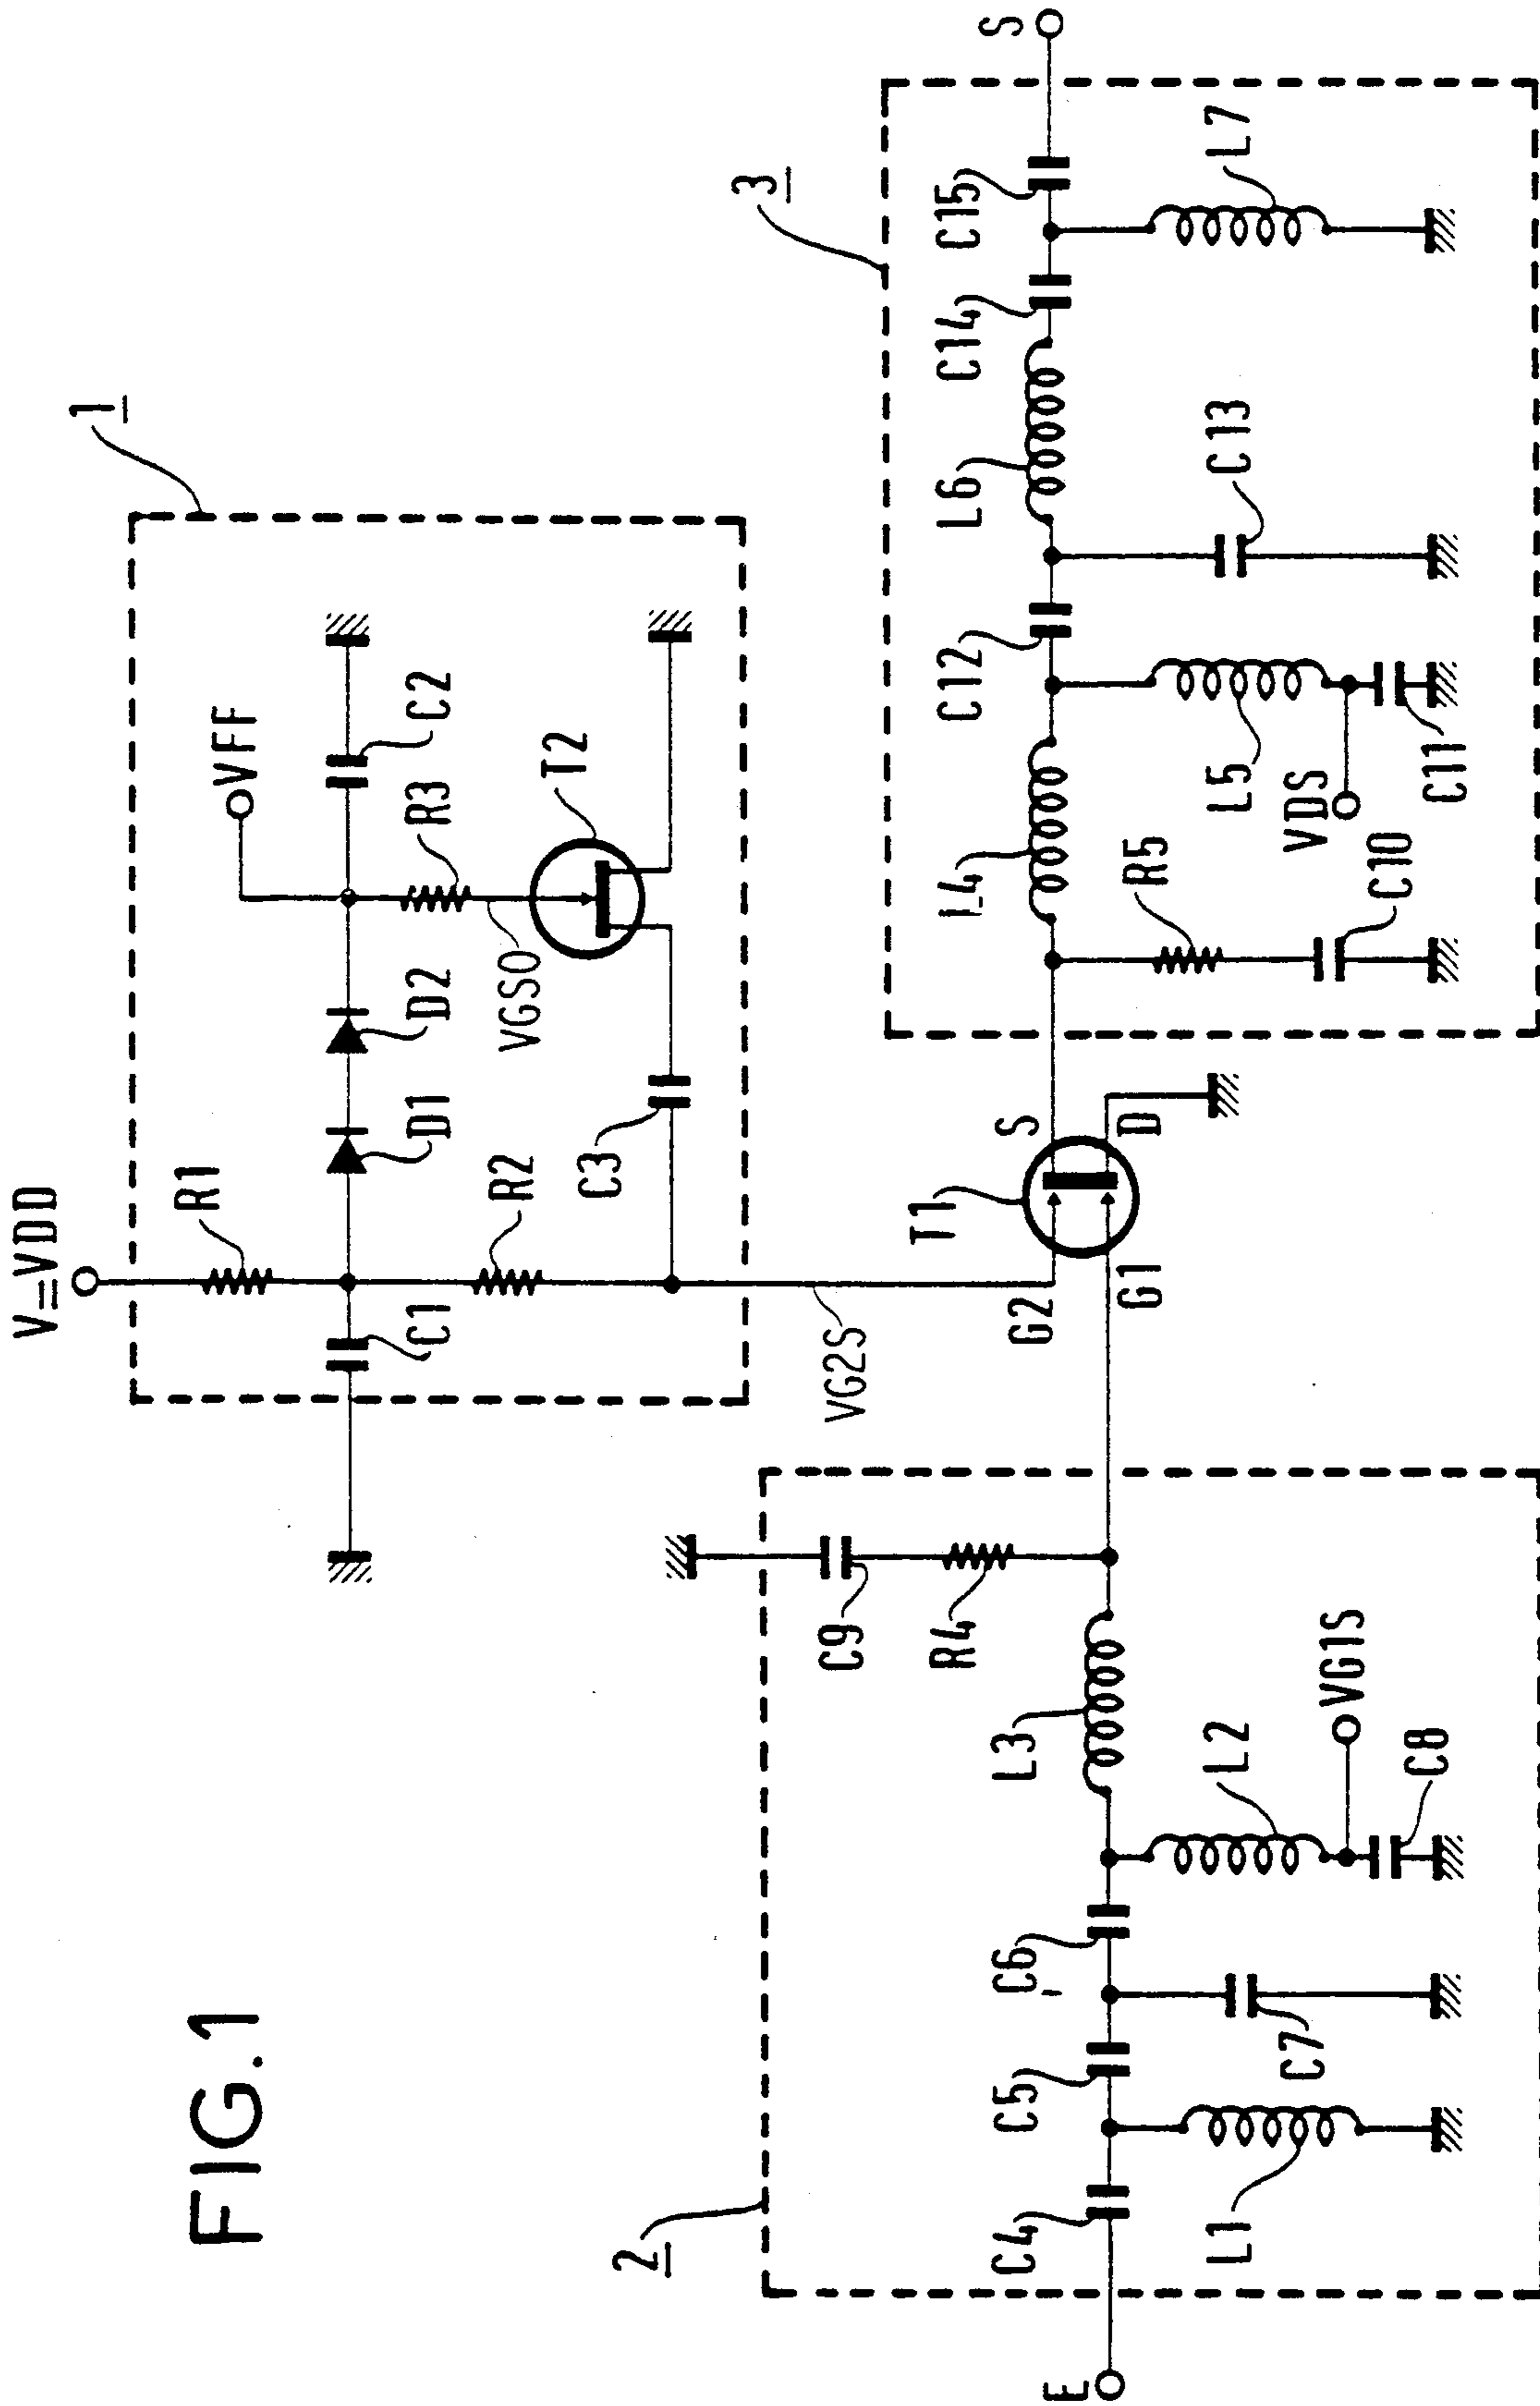 FIG.1
V=VDD
R1
C1
D1
D2
VFF
C2
R3
T2
VGS0
R2
C3
1
VG2S
T1
G2
G1
S
D
2
E
C4
L1
C5
C7
C6
L2
VG1S
C8
L3
C9
R4
3
L4
R5
C10
L5
VDS
C11
C12
L6
C13
C14
C15
L7
S